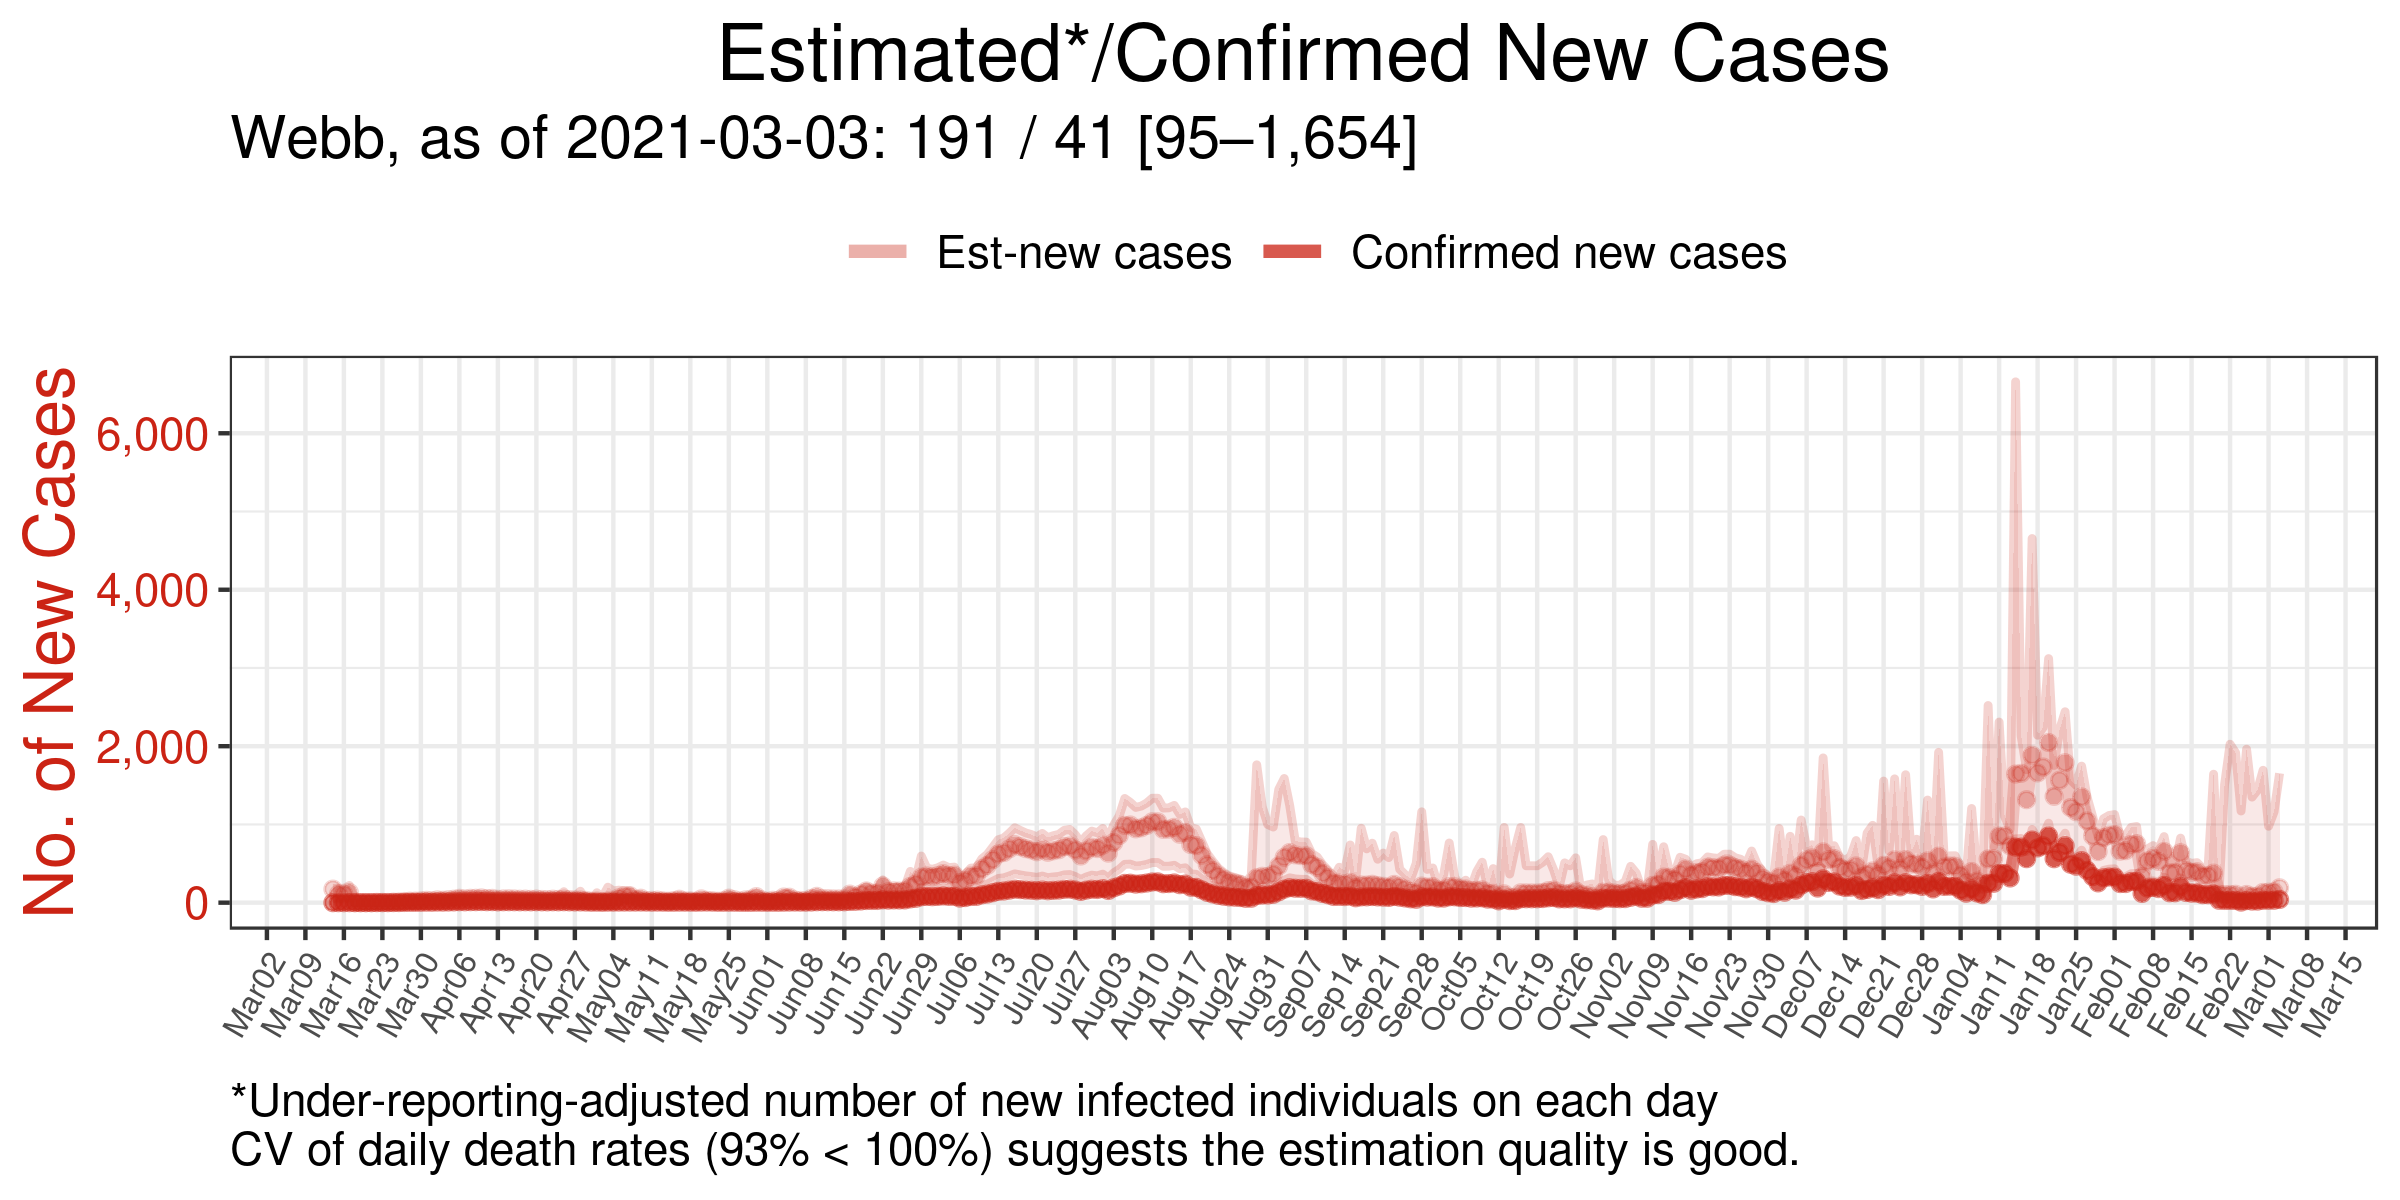 Estimated*/Confirmed New Cases
Webb, as of 2021-03-03: 191 / 41 [95–1,654]
Est-new cases
Confirmed new cases
No. of New Cases
6,000
4,000
2,000
0
Mar02
Mar09
Mar16
Mar23
Mar30
Apr06
Apr13
Apr20
Apr27
May04
May11
May18
May25
Jun01
Jun08
Jun15
Jun22
Jun29
Jul06
Jul13
Jul20
Jul27
Aug03
Aug10
Aug17
Aug24
Aug31
Sep07
Sep14
Sep21
Sep28
Oct05
Oct12
Oct19
Oct26
Nov02
Nov09
Nov16
Nov23
Nov30
Dec07
Dec14
Dec21
Dec28
Jan04
Jan11
Jan18
Jan25
Feb01
Feb08
Feb15
Feb22
Mar01
Mar08
Mar15
*Under-reporting-adjusted number of new infected individuals on each day
CV of daily death rates (93% < 100%) suggests the estimation quality is good.